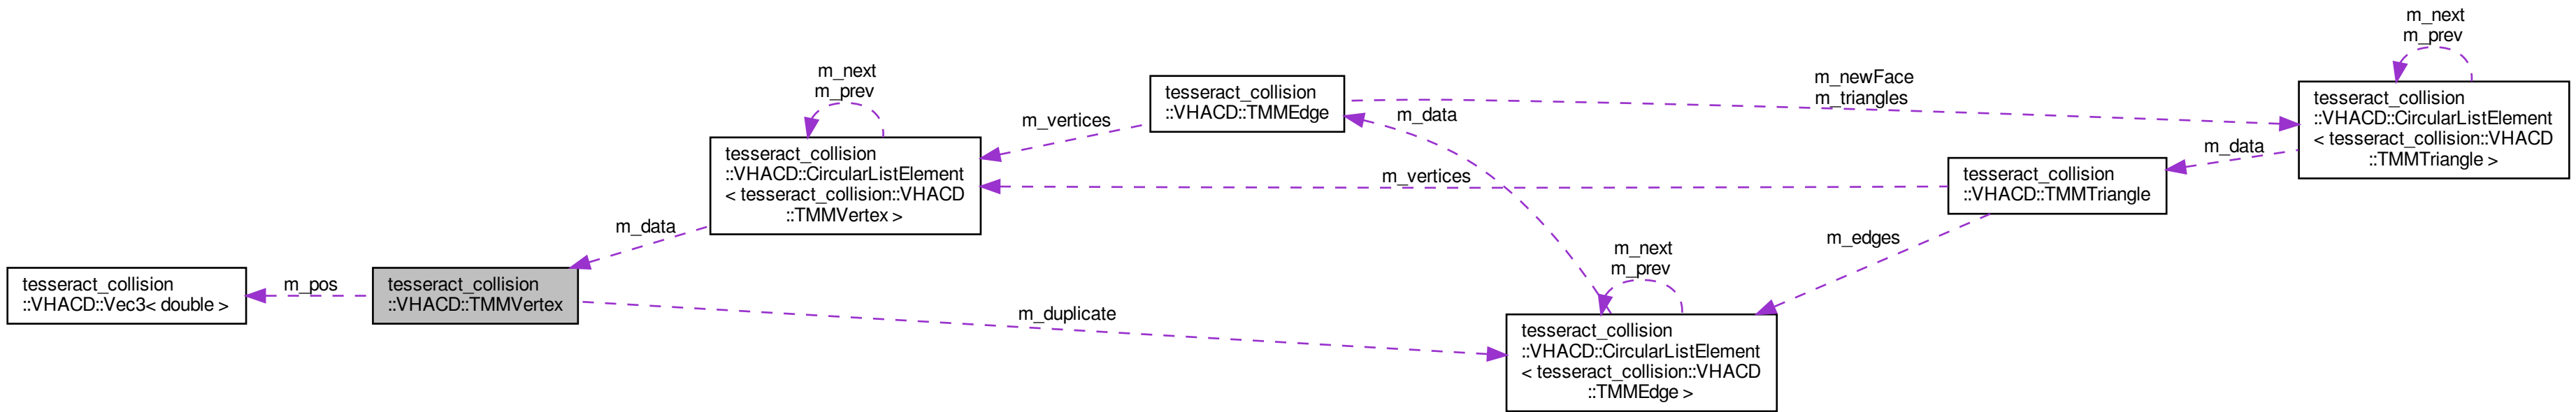 m_next
m_prev
m_next
m_prev
tesseract_collision
::VHACD::TMMEdge
m_newFace
m_triangles
tesseract_collision
::VHACD::CircularListElement
< tesseract_collision::VHACD
::TMMTriangle >
m_vertices
m_data
m_data
tesseract_collision
::VHACD::CircularListElement
< tesseract_collision::VHACD
::TMMVertex >
m_vertices
tesseract_collision
::VHACD::TMMTriangle
m_data
m_edges
m_next
m_prev
tesseract_collision
::VHACD::Vec3< double >
m_pos
tesseract_collision
::VHACD::TMMVertex
m_duplicate
tesseract_collision
::VHACD::CircularListElement
< tesseract_collision::VHACD
::TMMEdge >